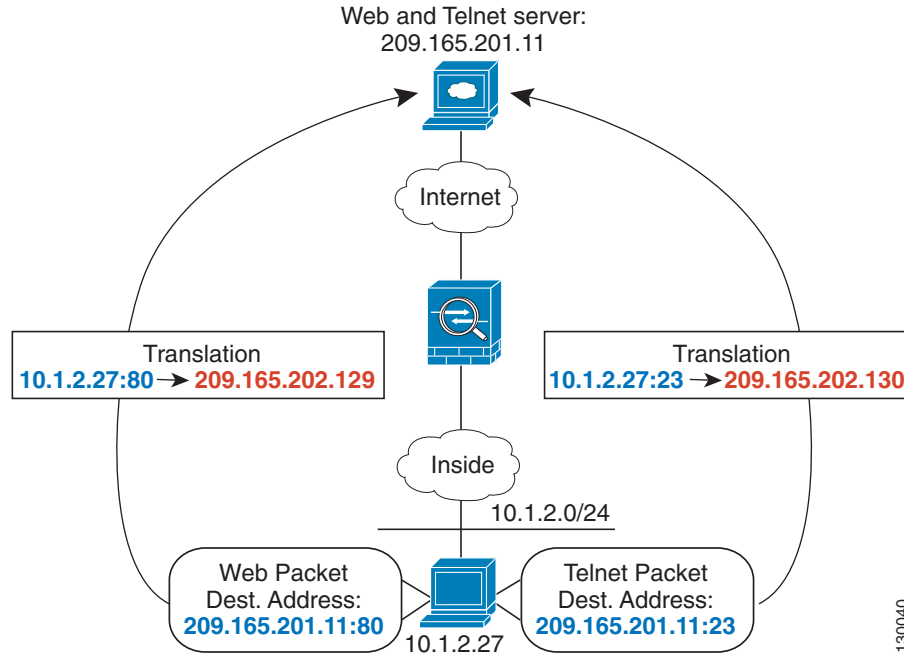 Web and Telnet server:
209.165.201.11
Internet
Translation
10.1.2.27:80 209.165.202.129
Translation
10.1.2.27:23 209.165.202.130
Inside
10.1.2.0/24
Web Packet
Dest. Address:
209.165.201.11:80
Telnet Packet
Dest. Address:
209.165.201.11:23
10.1.2.27
130040